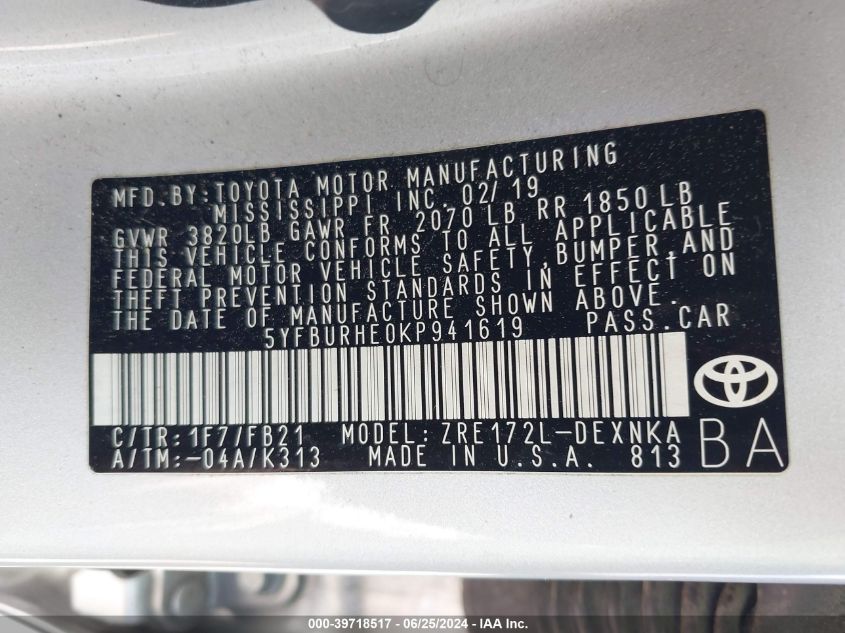 MFD.BY:TOYOTA MOTOR MANUFACTURING
MISSISSIPPI INC. 02/19
GVWR 3820LB GAWR FR 2070 LB RR 1850 LB
THIS VEHICLE CONFORMS TO ALL APPLICABLE
FEDERAL MOTOR VEHICLE SAFETY,BUMPER,AND
THEFT PREVENTION STANDARDS IN EFFECT ON
THE DATE OF MANUFACTURE SHOWN ABOVE.
5YFBURHE0KP941619 PASS.CAR
C/TR:1F7/FB21 MODEL:ZRE172L-DEXNKA
A/TM:-04A/K313 MADE IN U.S.A. 813
BA
000-39718517 - 06/25/2024 - IAA Inc.